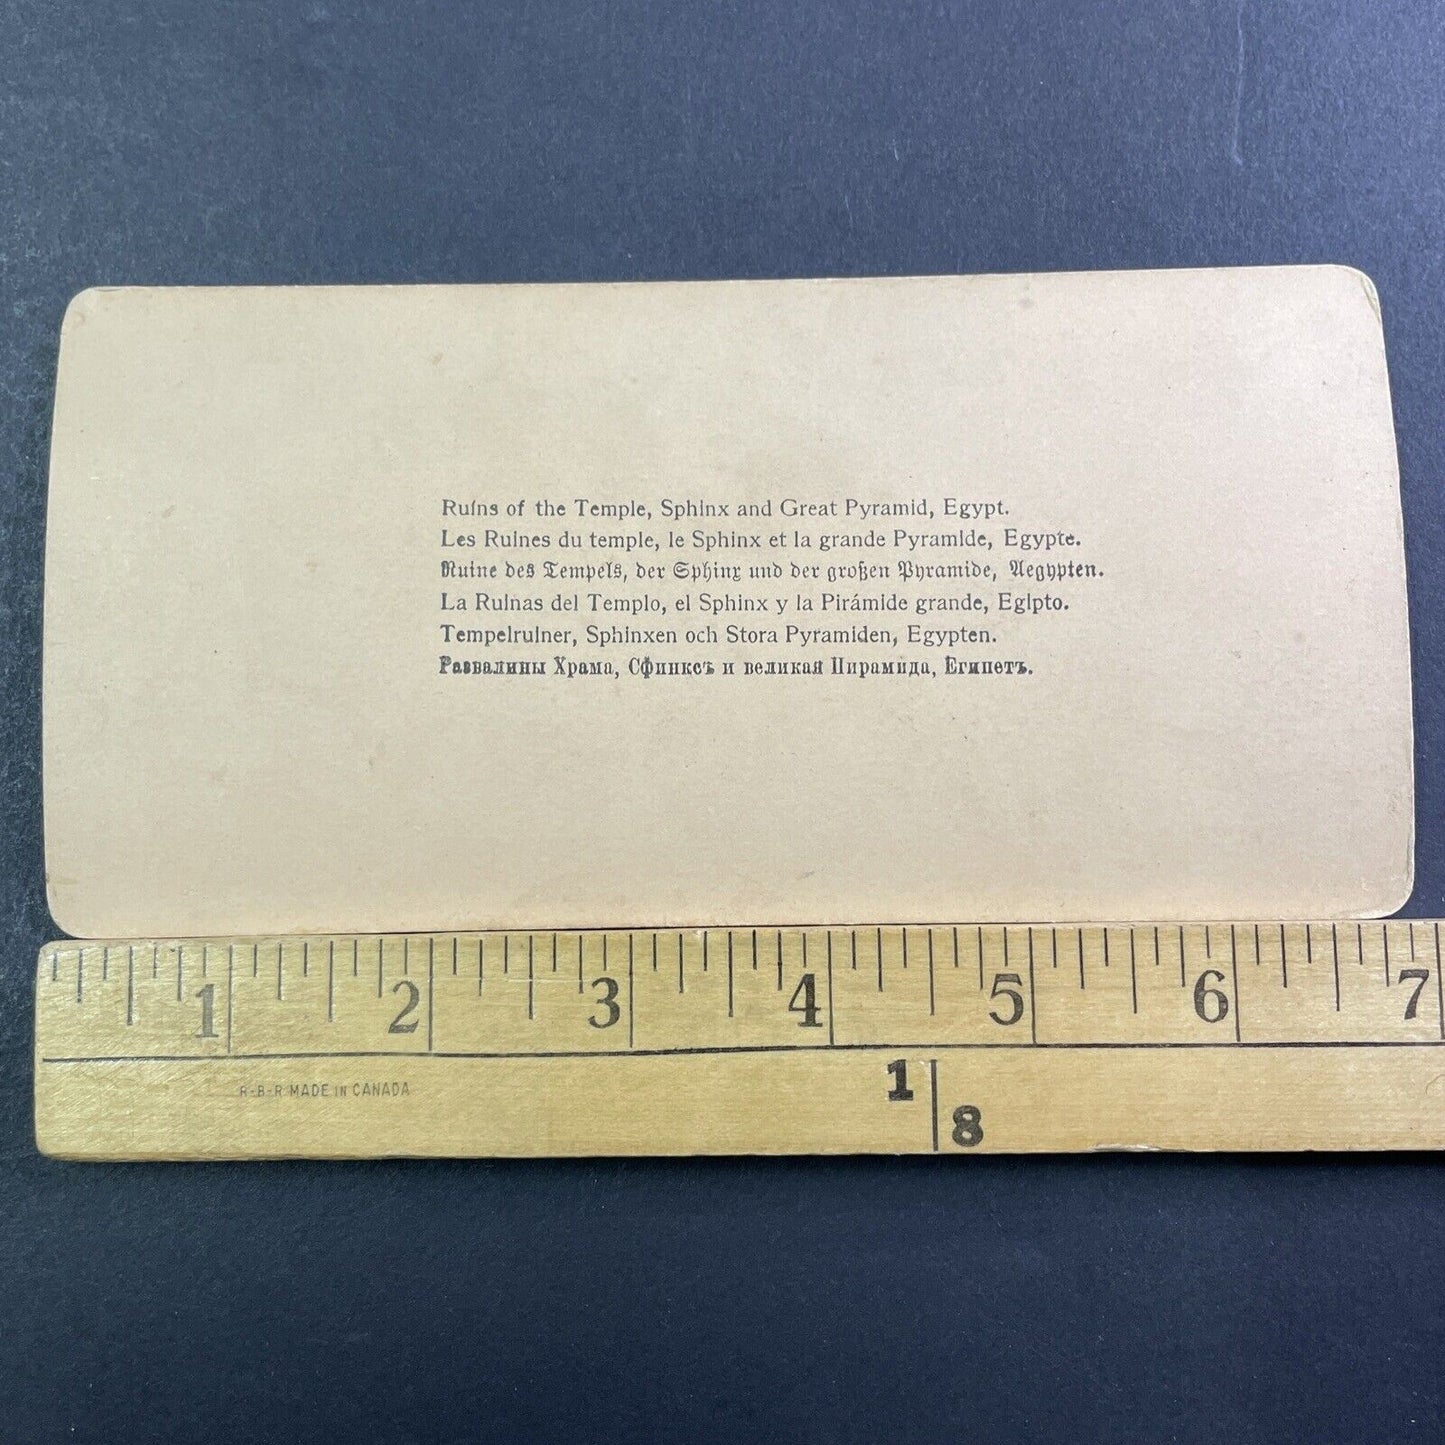 Ruins of the Temple, Sphinx and Great Pyramid, Egypt.
Les Ruines du temple, le Sphinx et la grande Pyramide, Egypte.
Ruine des Tempels, der Sphinx und der großen Pyramide, Aegypten.
La Ruinas del Templo, el Sphinx y la Pirámide grande, Egipto.
Tempelruiner, Sphinxen och Stora Pyramiden, Egypten.
Развалины Храма, Сфинксъ и великая Пирамида, Египетъ.
1 2 3 4 5 6 7
R-B-R MADE IN CANADA
1 8